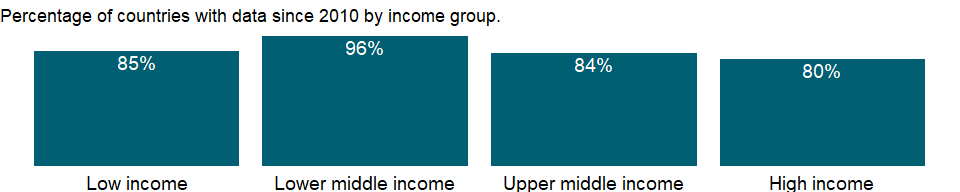 Percentage of countries with data since 2010 by income group.
85%
96%
84%
80%
Low income
Lower middle income
Upper middle income
High income